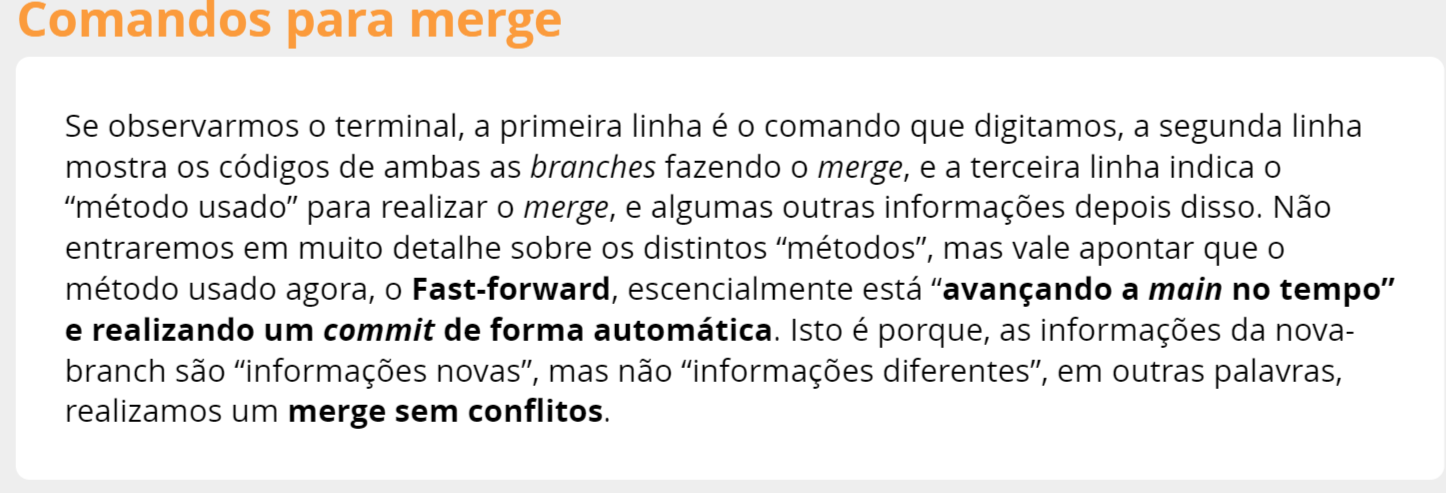 Comandos para merge
Se observarmos o terminal, a primeira linha é o comando que digitamos, a segunda linha
mostra os códigos de ambas as branches fazendo o merge, e a terceira linha indica o
“método usado” para realizar o merge, e algumas outras informações depois disso. Não
entraremos em muito detalhe sobre os distintos “métodos”, mas vale apontar que o
método usado agora, o Fast-forward, escencialmente está “avançando a main no tempo”
e realizando um commit de forma automática. Isto é porque, as informações da nova-
branch são “informações novas”, mas não “informações diferentes”, em outras palavras,
realizamos um merge sem conflitos.